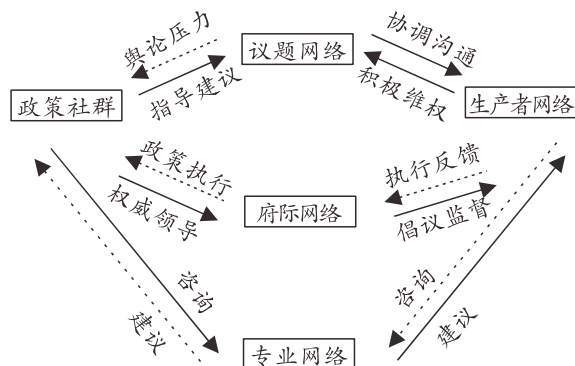 议题网络
舆论压力
指导建议
协调沟通
积极维权
政策社群
生产者网络
政策执行
权威领导
府际网络
执行反馈
倡议监督
咨询
建议
咨询
建议
专业网络